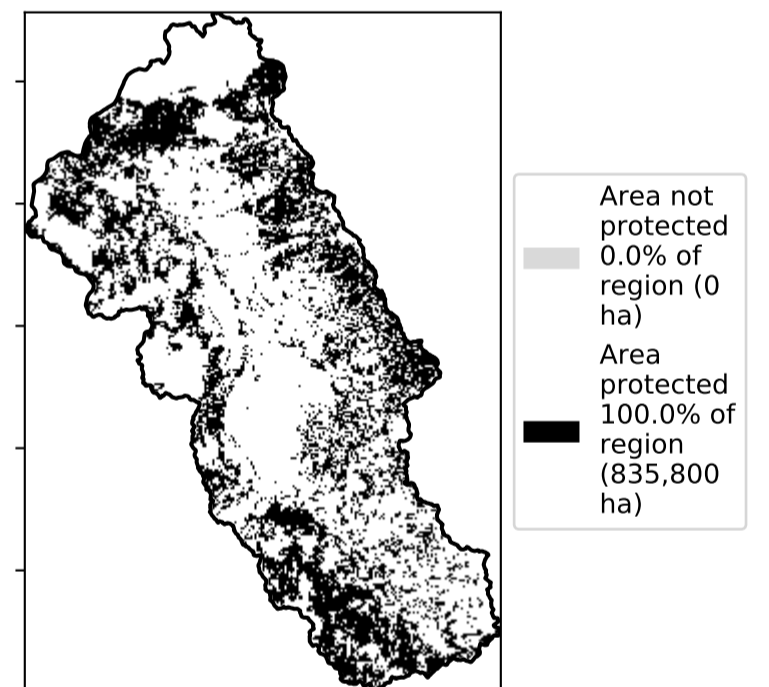 Area not
protected
0.0% of
region (0
ha)
Area
protected
100.0% of
region
(835,800
ha)